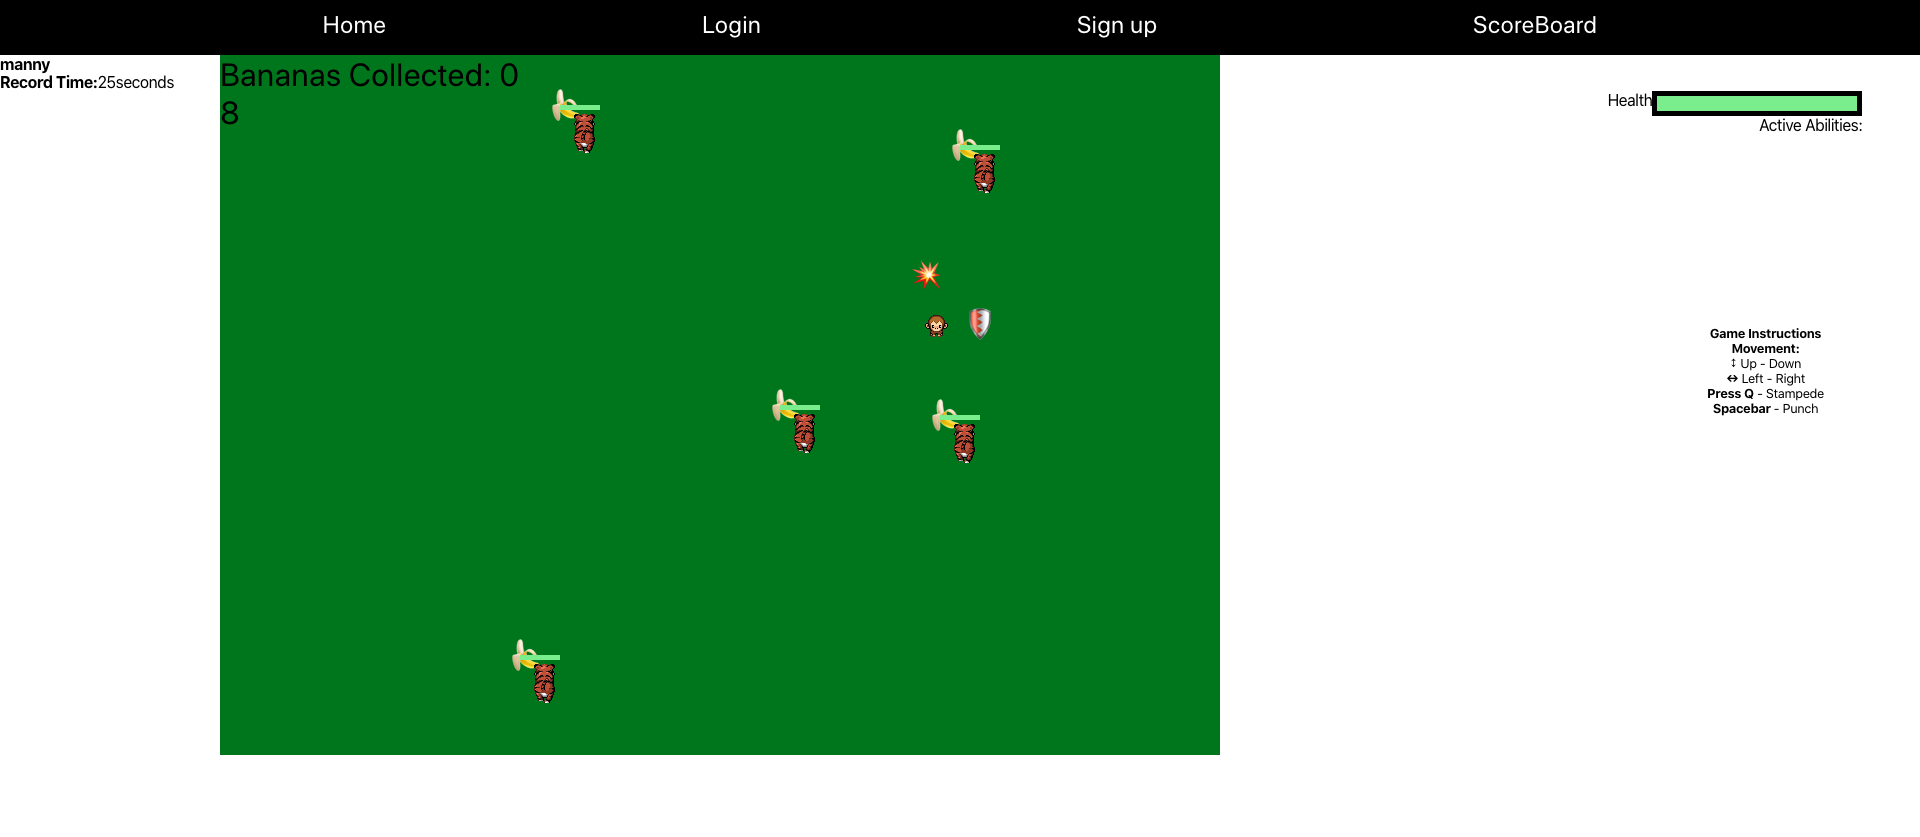 Home Login Sign up ScoreBoard
manny
Record Time:25seconds
Bananas Collected: 0
8
Health
Active Abilities:
Game Instructions
Movement:
↕ Up - Down
↔ Left - Right
Press Q - Stampede
Spacebar - Punch